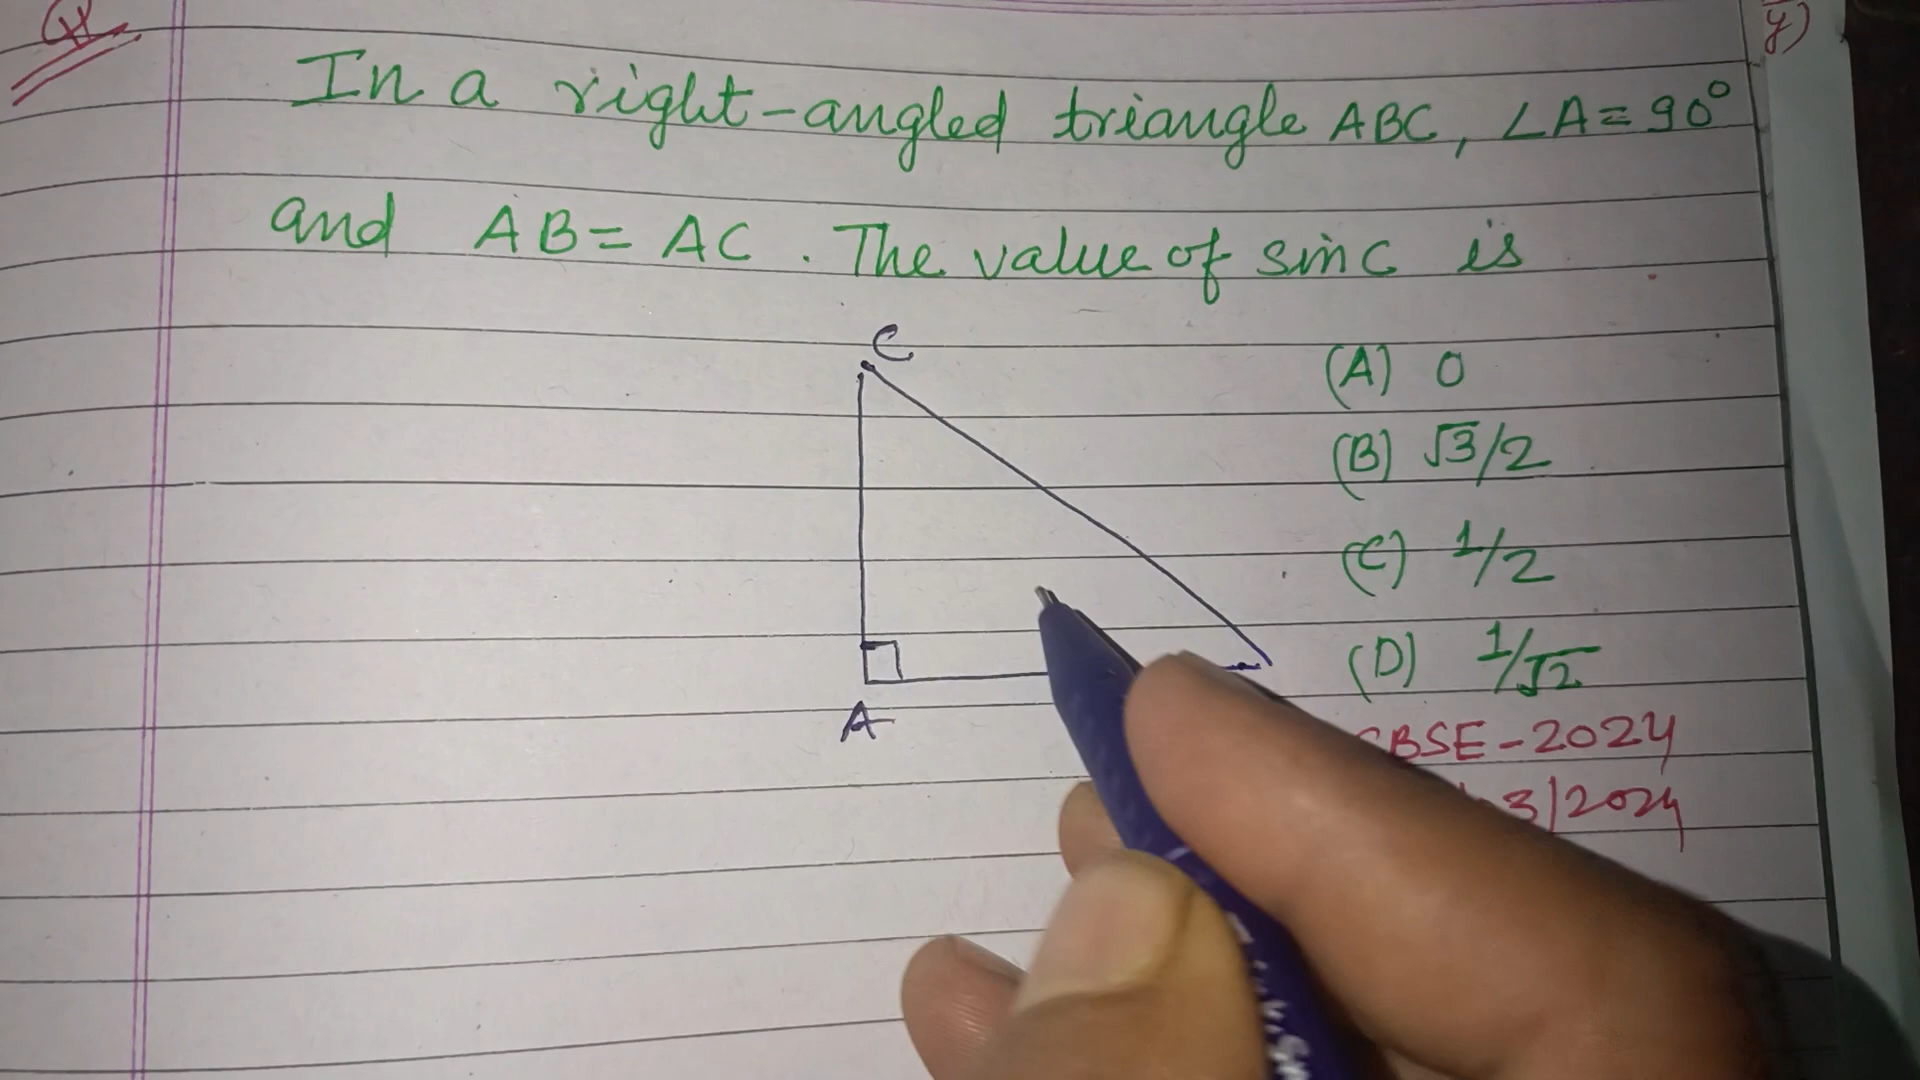 In a right-angled triangle ABC, ∠A = 90°
and AB = AC. The value of sin C is
C
(A) 0
(B) √3/2
(C) 1/2
(D) 1/√2
A
CBSE-2024
3/2024